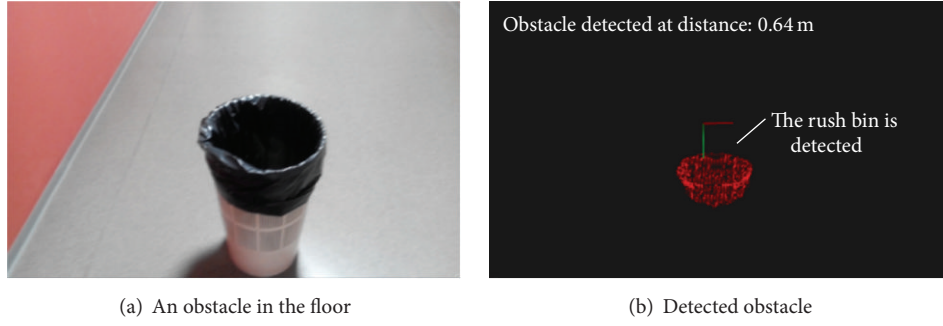 Obstacle detected at distance: 0.64 m
The rush bin is
detected
(a) An obstacle in the floor
(b) Detected obstacle